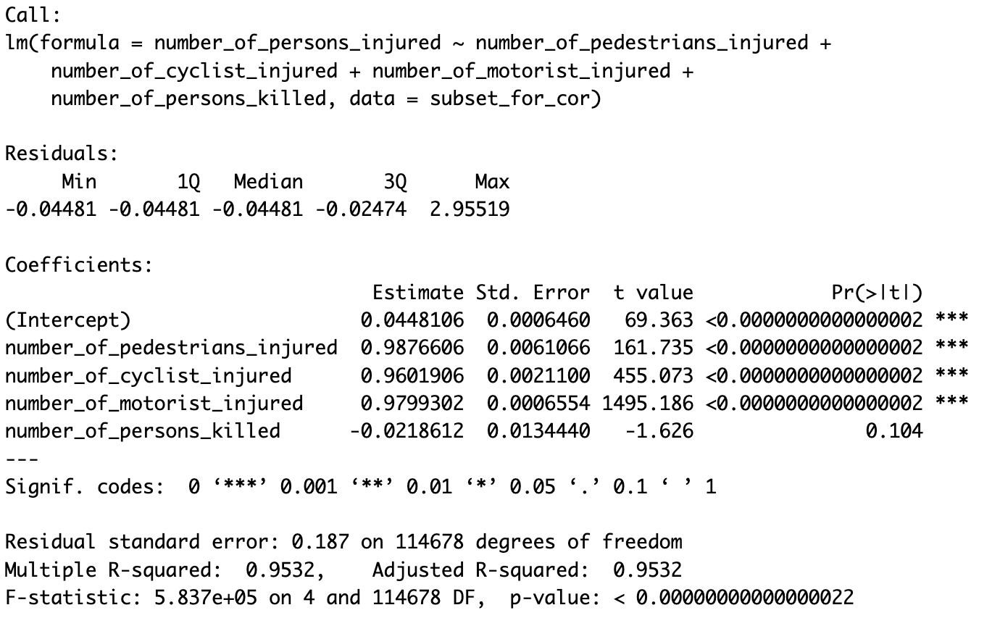 Call:
lm(formula = number_of_persons_injured ~ number_of_pedestrians_injured +
    number_of_cyclist_injured + number_of_motorist_injured +
    number_of_persons_killed, data = subset_for_cor)

Residuals:
     Min       1Q   Median       3Q      Max
-0.04481 -0.04481 -0.04481 -0.02474  2.95519

Coefficients:
                                Estimate Std. Error  t value            Pr(>|t|)
(Intercept)                    0.0448106  0.0006460   69.363 <0.0000000000000002 ***
number_of_pedestrians_injured  0.9876606  0.0061066  161.735 <0.0000000000000002 ***
number_of_cyclist_injured      0.9601906  0.0021100  455.073 <0.0000000000000002 ***
number_of_motorist_injured     0.9799302  0.0006554 1495.186 <0.0000000000000002 ***
number_of_persons_killed      -0.0218612  0.0134440   -1.626               0.104
---
Signif. codes:  0 ‘***’ 0.001 ‘**’ 0.01 ‘*’ 0.05 ‘.’ 0.1 ‘ ’ 1

Residual standard error: 0.187 on 114678 degrees of freedom
Multiple R-squared:  0.9532,    Adjusted R-squared:  0.9532
F-statistic: 5.837e+05 on 4 and 114678 DF,  p-value: < 0.00000000000000022